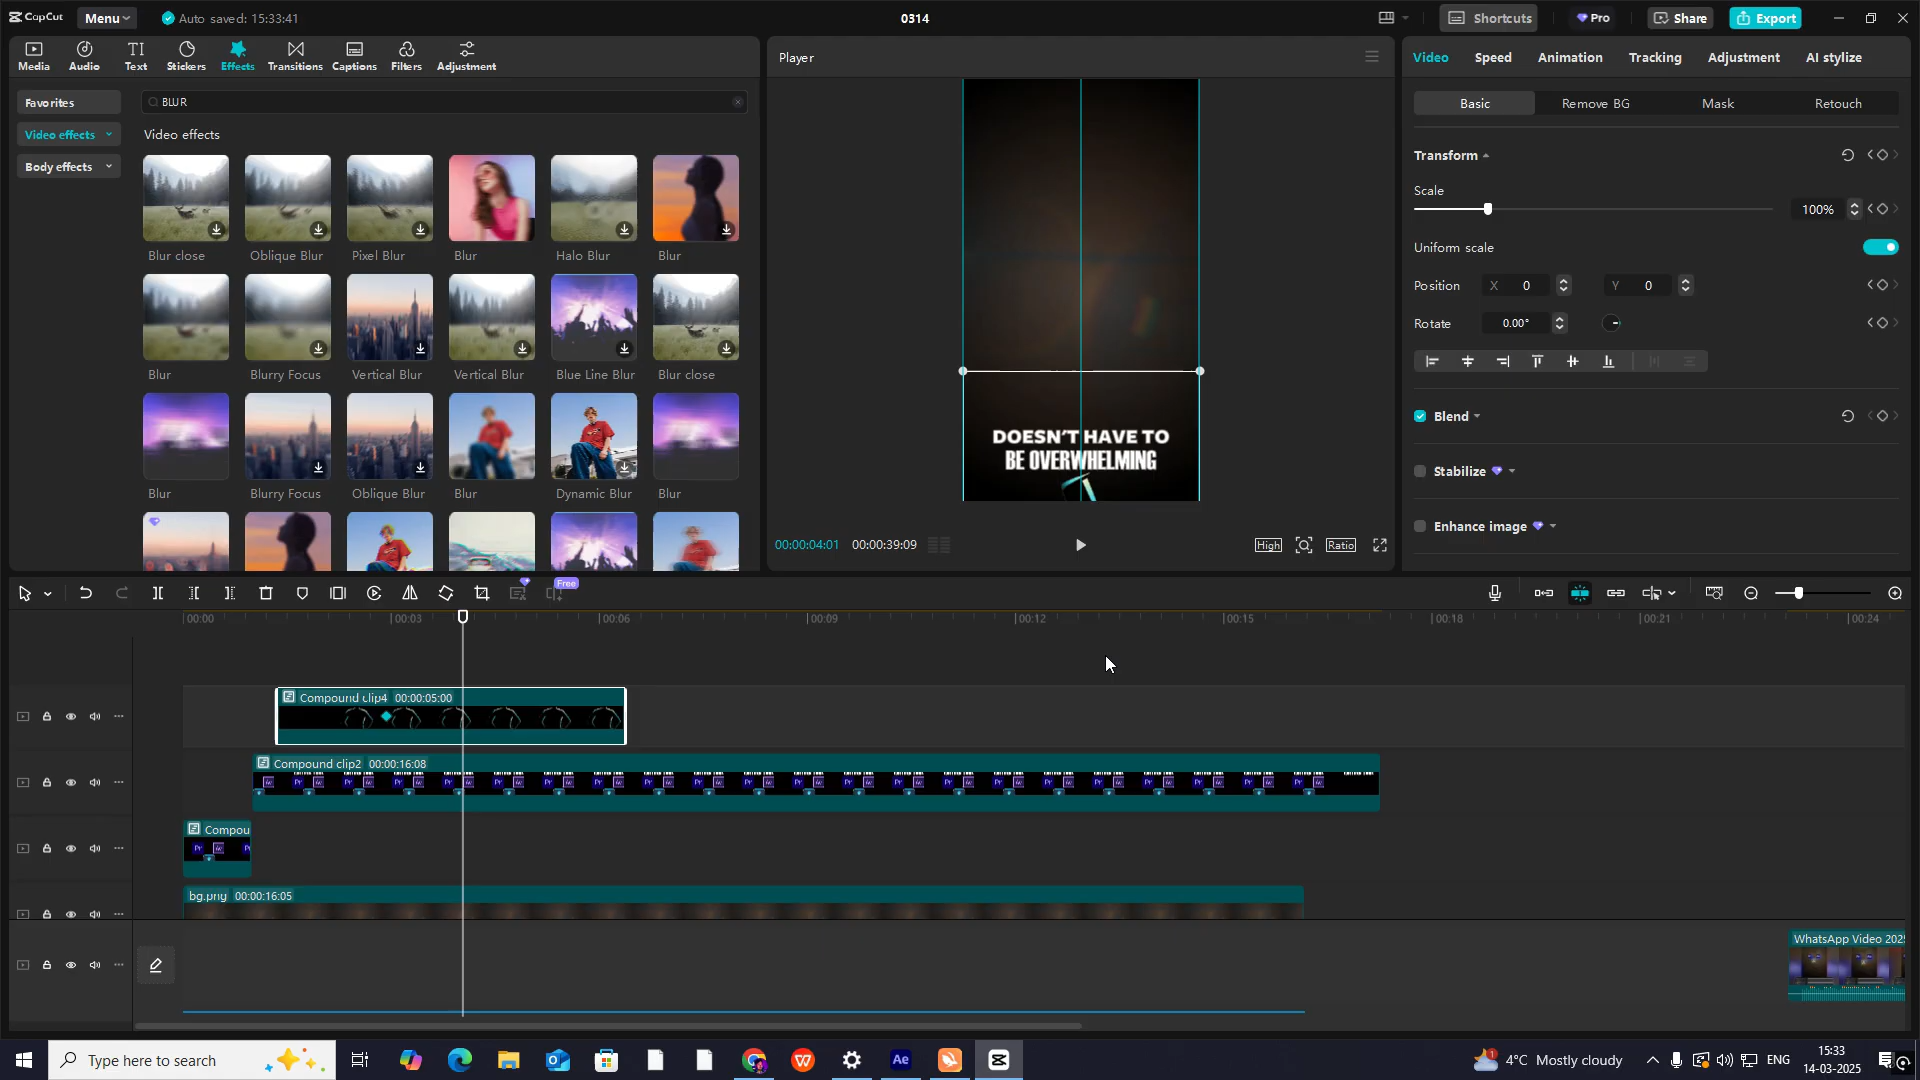 CapCut
Menu
Auto saved: 15:33:41
0314
Shortcuts
Pro
Share
Export
Media
Audio
Text
Stickers
Effects
Transitions
Captions
Filters
Adjustment
Player
Video
Speed
Animation
Tracking
Adjustment
AI stylize
Favorites
Video effects
Body effects
BLUR
Video effects
Basic
Remove BG
Mask
Retouch
Blur close
Oblique Blur
Pixel Blur
Blur
Halo Blur
Blur
Blur
Blurry Focus
Vertical Blur
Vertical Blur
Blue Line Blur
Blur close
Blur
Blurry Focus
Oblique Blur
Blur
Dynamic Blur
Blur
DOESN'T HAVE TO
BE OVERWHELMING
00:00:04:01
00:00:39:09
High
Ratio
Transform
Scale
100%
Uniform scale
Position
X 0
Y 0
Rotate
0.00°
Blend
Stabilize
Enhance image
Free
00:00
00:03
00:06
00:09
00:12
00:15
00:18
00:21
00:24
Compound clip4 00:00:05:00
Compound clip2 00:00:16:08
Compou
bg.png 00:00:16:05
WhatsApp Video 202
Type here to search
4°C Mostly cloudy
ENG
15:33
14-03-2025